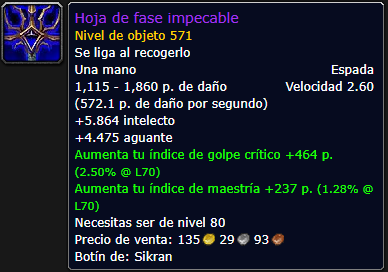 Hoja de fase impecable
Nivel de objeto 571
Se liga al recogerlo
Una mano Espada
1,115 - 1,860 p. de daño Velocidad 2.60
(572.1 p. de daño por segundo)
+5.864 intelecto
+4.475 aguante
Aumenta tu índice de golpe crítico +464 p.
(2.50% @ L70)
Aumenta tu índice de maestría +237 p. (1.28% @
L70)
Necesitas ser de nivel 80
Precio de venta: 135 29 93
Botín de: Sikran